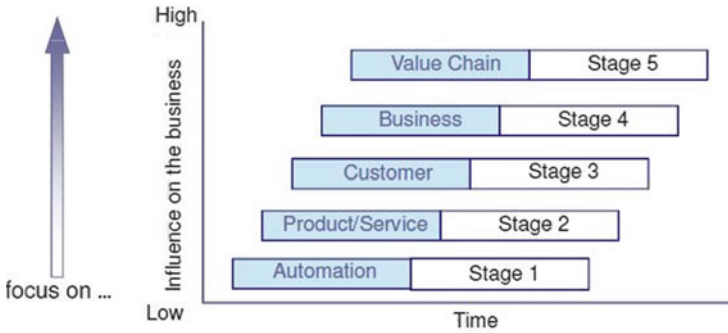 High
Influence on the business
Value Chain Stage 5
Business Stage 4
Customer Stage 3
Product/Service Stage 2
Automation Stage 1
focus on ...
Low
Time